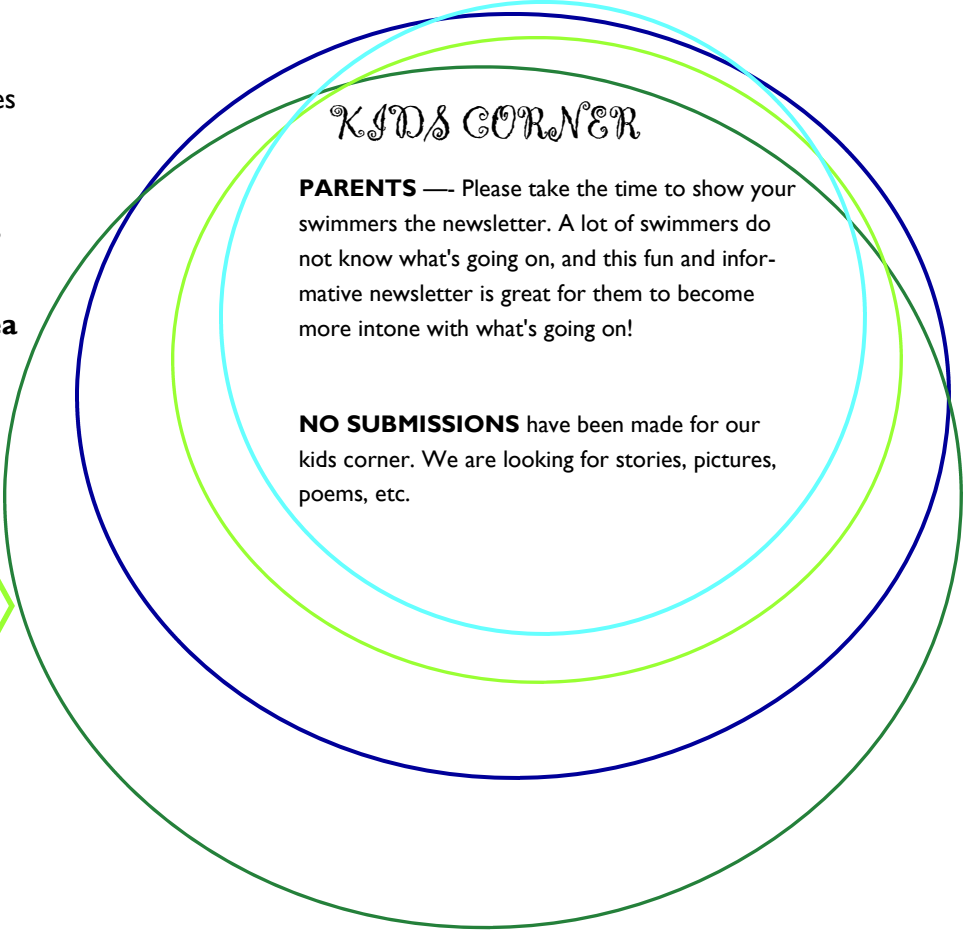 KIDS CORNER
PARENTS —- Please take the time to show your
swimmers the newsletter. A lot of swimmers do
not know what's going on, and this fun and infor-
mative newsletter is great for them to become
more intone with what's going on!
NO SUBMISSIONS have been made for our
kids corner. We are looking for stories, pictures,
poems, etc.